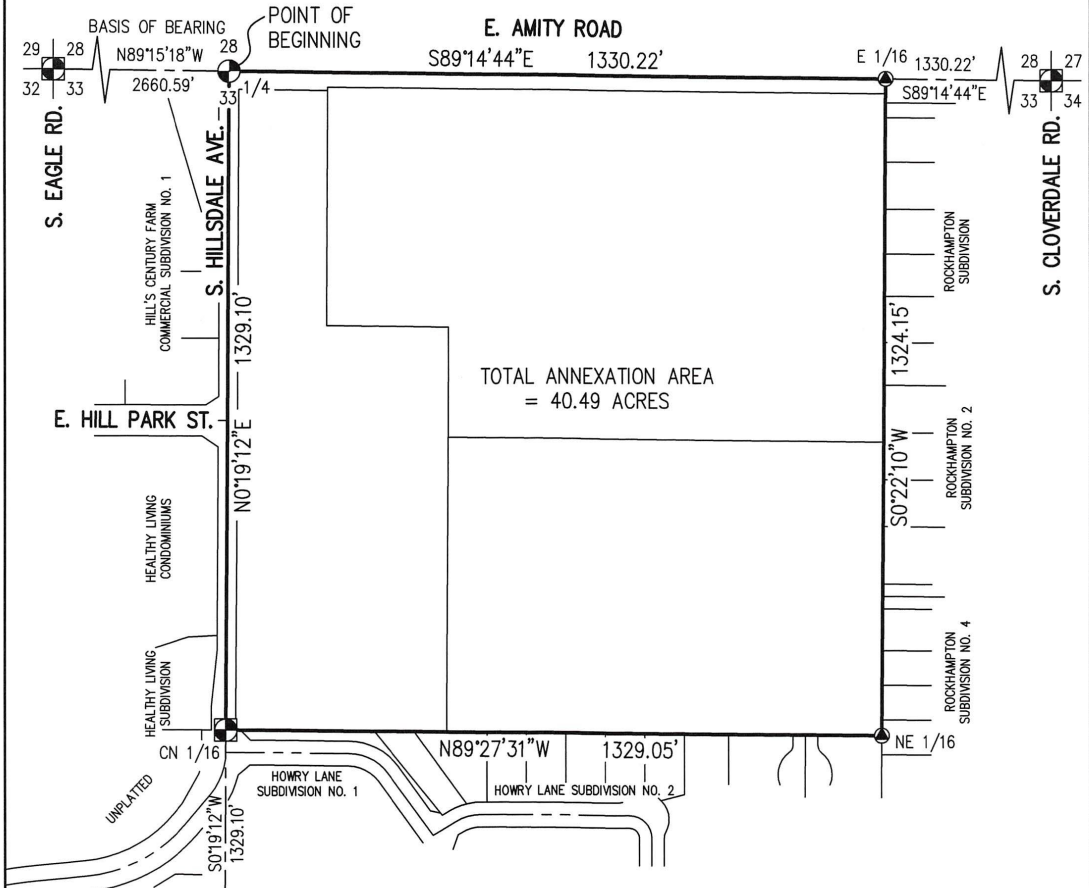 BASIS OF BEARING
POINT OF
BEGINNING
E. AMITY ROAD
29 28
32 33
N89°15'18"W
2660.59'
28
33
1/4
S89°14'44"E 1330.22'
E 1/16
1330.22'
S89°14'44"E
28 27
33 34
S. EAGLE RD.
S. HILLSDALE AVE.
S. CLOVERDALE RD.
HILL'S CENTURY FARM
COMMERCIAL SUBDIVISION NO. 1
N0°19'12"E 1329.10'
ROCKHAMPTON
SUBDIVISION
S0°22'10"W 1324.15'
TOTAL ANNEXATION AREA
= 40.49 ACRES
E. HILL PARK ST.
ROCKHAMPTON
SUBDIVISION NO. 2
HEALTHY LIVING
CONDOMINIUMS
HEALTHY LIVING
SUBDIVISION
ROCKHAMPTON
SUBDIVISION NO. 4
CN 1/16
N89°27'31"W 1329.05'
NE 1/16
UNPLATTED
HOWRY LANE
SUBDIVISION NO. 1
HOWRY LANE SUBDIVISION NO. 2
S0°19'12"W
1329.10'